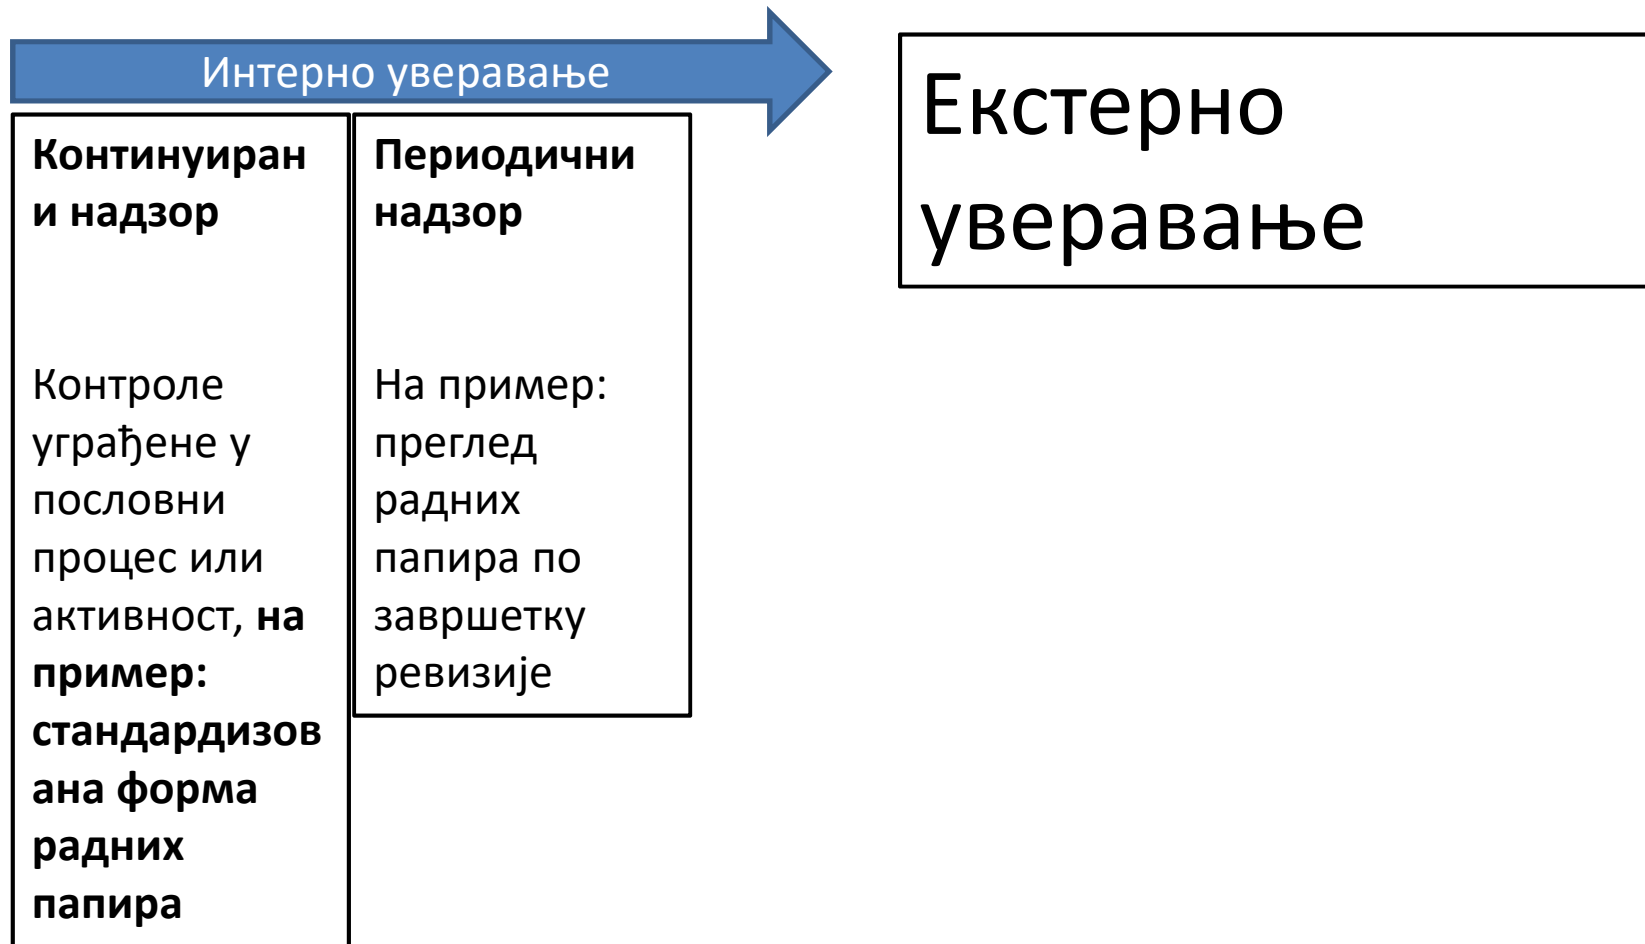 Интерно уверавање
Континуиран
и надзор
Контроле
уграђене у
пословни
процес или
активност, на
пример:
стандардизов
ана форма
радних
папира
Периодични
надзор
На пример:
преглед
радних
папира по
завршетку
ревизије
Екстерно
уверавање